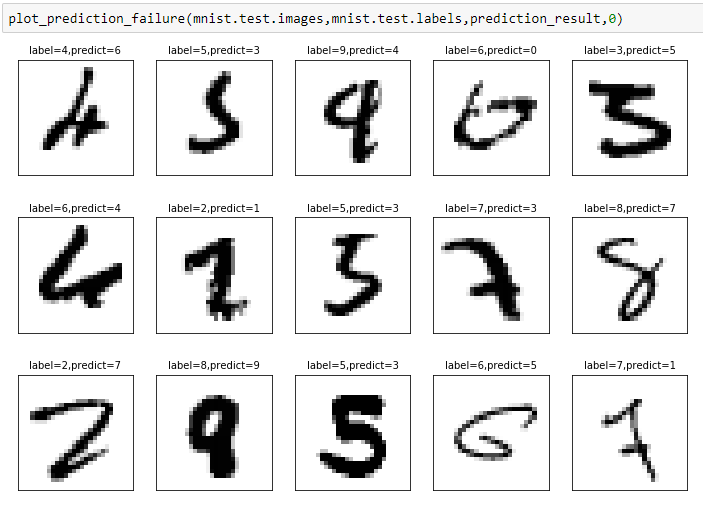 plot_prediction_failure(mnist.test.images,mnist.test.labels,prediction_result,0)
label=4,predict=6 label=5,predict=3 label=9,predict=4 label=6,predict=0 label=3,predict=5
label=6,predict=4 label=2,predict=1 label=5,predict=3 label=7,predict=3 label=8,predict=7
label=2,predict=7 label=8,predict=9 label=5,predict=3 label=6,predict=5 label=7,predict=1